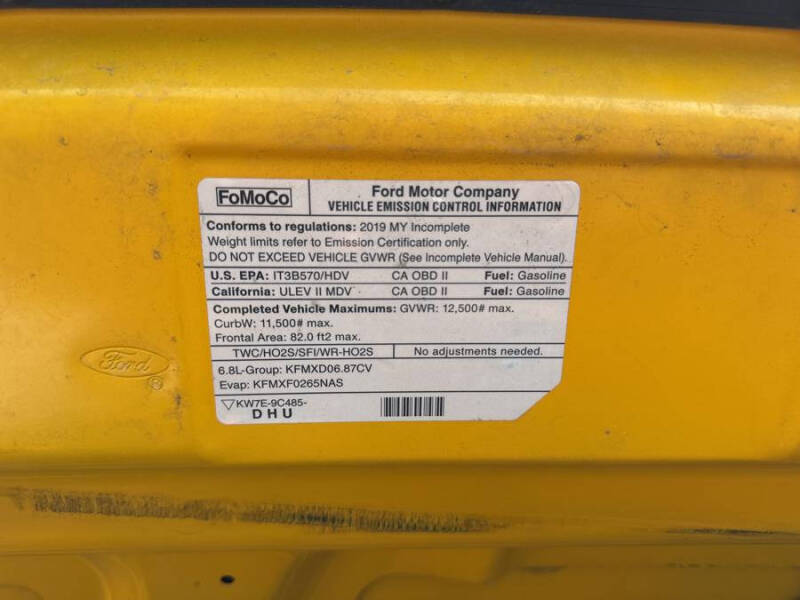 FoMoCo
Ford Motor Company
VEHICLE EMISSION CONTROL INFORMATION
Conforms to regulations: 2019 MY Incomplete
Weight limits refer to Emission Certification only.
DO NOT EXCEED VEHICLE GVWR (See Incomplete Vehicle Manual).
U.S. EPA: IT3B570/HDV CA OBD II Fuel: Gasoline
California: ULEV II MDV CA OBD II Fuel: Gasoline
Completed Vehicle Maximums: GVWR: 12,500# max.
CurbW: 11,500# max.
Frontal Area: 82.0 ft2 max.
TWC/HO2S/SFI/WR-HO2S No adjustments needed.
6.8L-Group: KFMXD06.87CV
Evap: KFMXF0265NAS
▽KW7E-9C485-
DHU
Ford
®